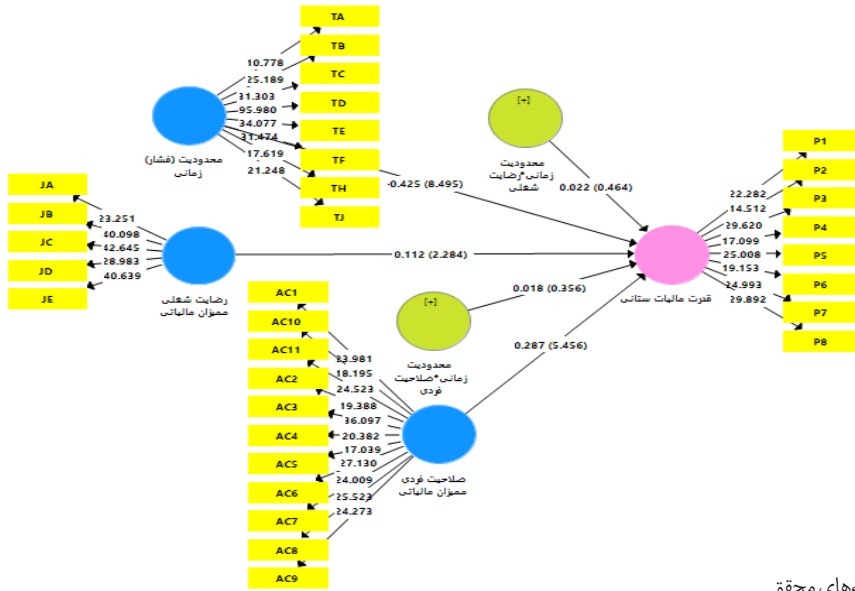 TA
TB
TC
TD
TE
TF
TH
TJ
10.778
25.189
31.303
95.980
34.077
31.474
17.619
21.248
محدودیت (فشار)
زمانی
[+]
محدودیت
زمانی*رضایت
شغلی
-0.425 (8.495)
0.022 (0.464)
JA
JB
JC
JD
JE
23.251
40.098
42.645
28.983
40.639
رضایت شغلی
ممیزان مالیاتی
0.112 (2.284)
[+]
محدودیت
زمانی*صلاحیت
فردی
0.018 (0.356)
0.287 (5.456)
AC1
AC10
AC11
AC2
AC3
AC4
AC5
AC6
AC7
AC8
AC9
18.195
24.523
19.388
36.097
20.382
17.039
27.130
24.009
25.523
24.273
صلاحیت فردی
ممیزان مالیاتی
قدرت مالیات ستانی
22.282
14.512
29.620
17.099
25.008
19.153
24.993
29.892
P1
P2
P3
P4
P5
P6
P7
P8